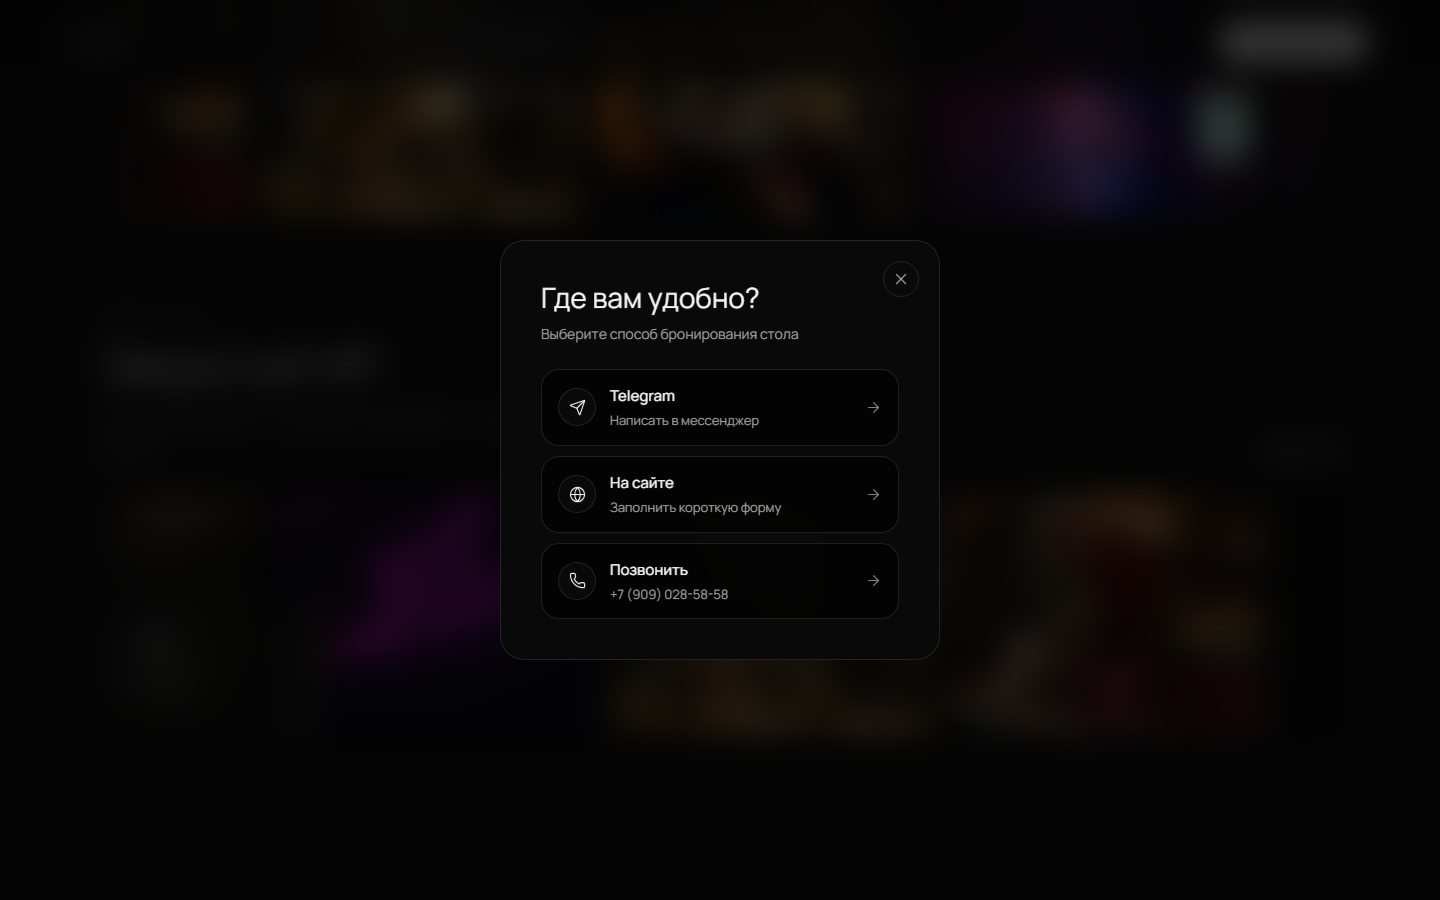 Где вам удобно?
Выберите способ бронирования стола
Telegram
Написать в мессенджер
На сайте
Заполнить короткую форму
Позвонить
+7 (909) 028-58-58